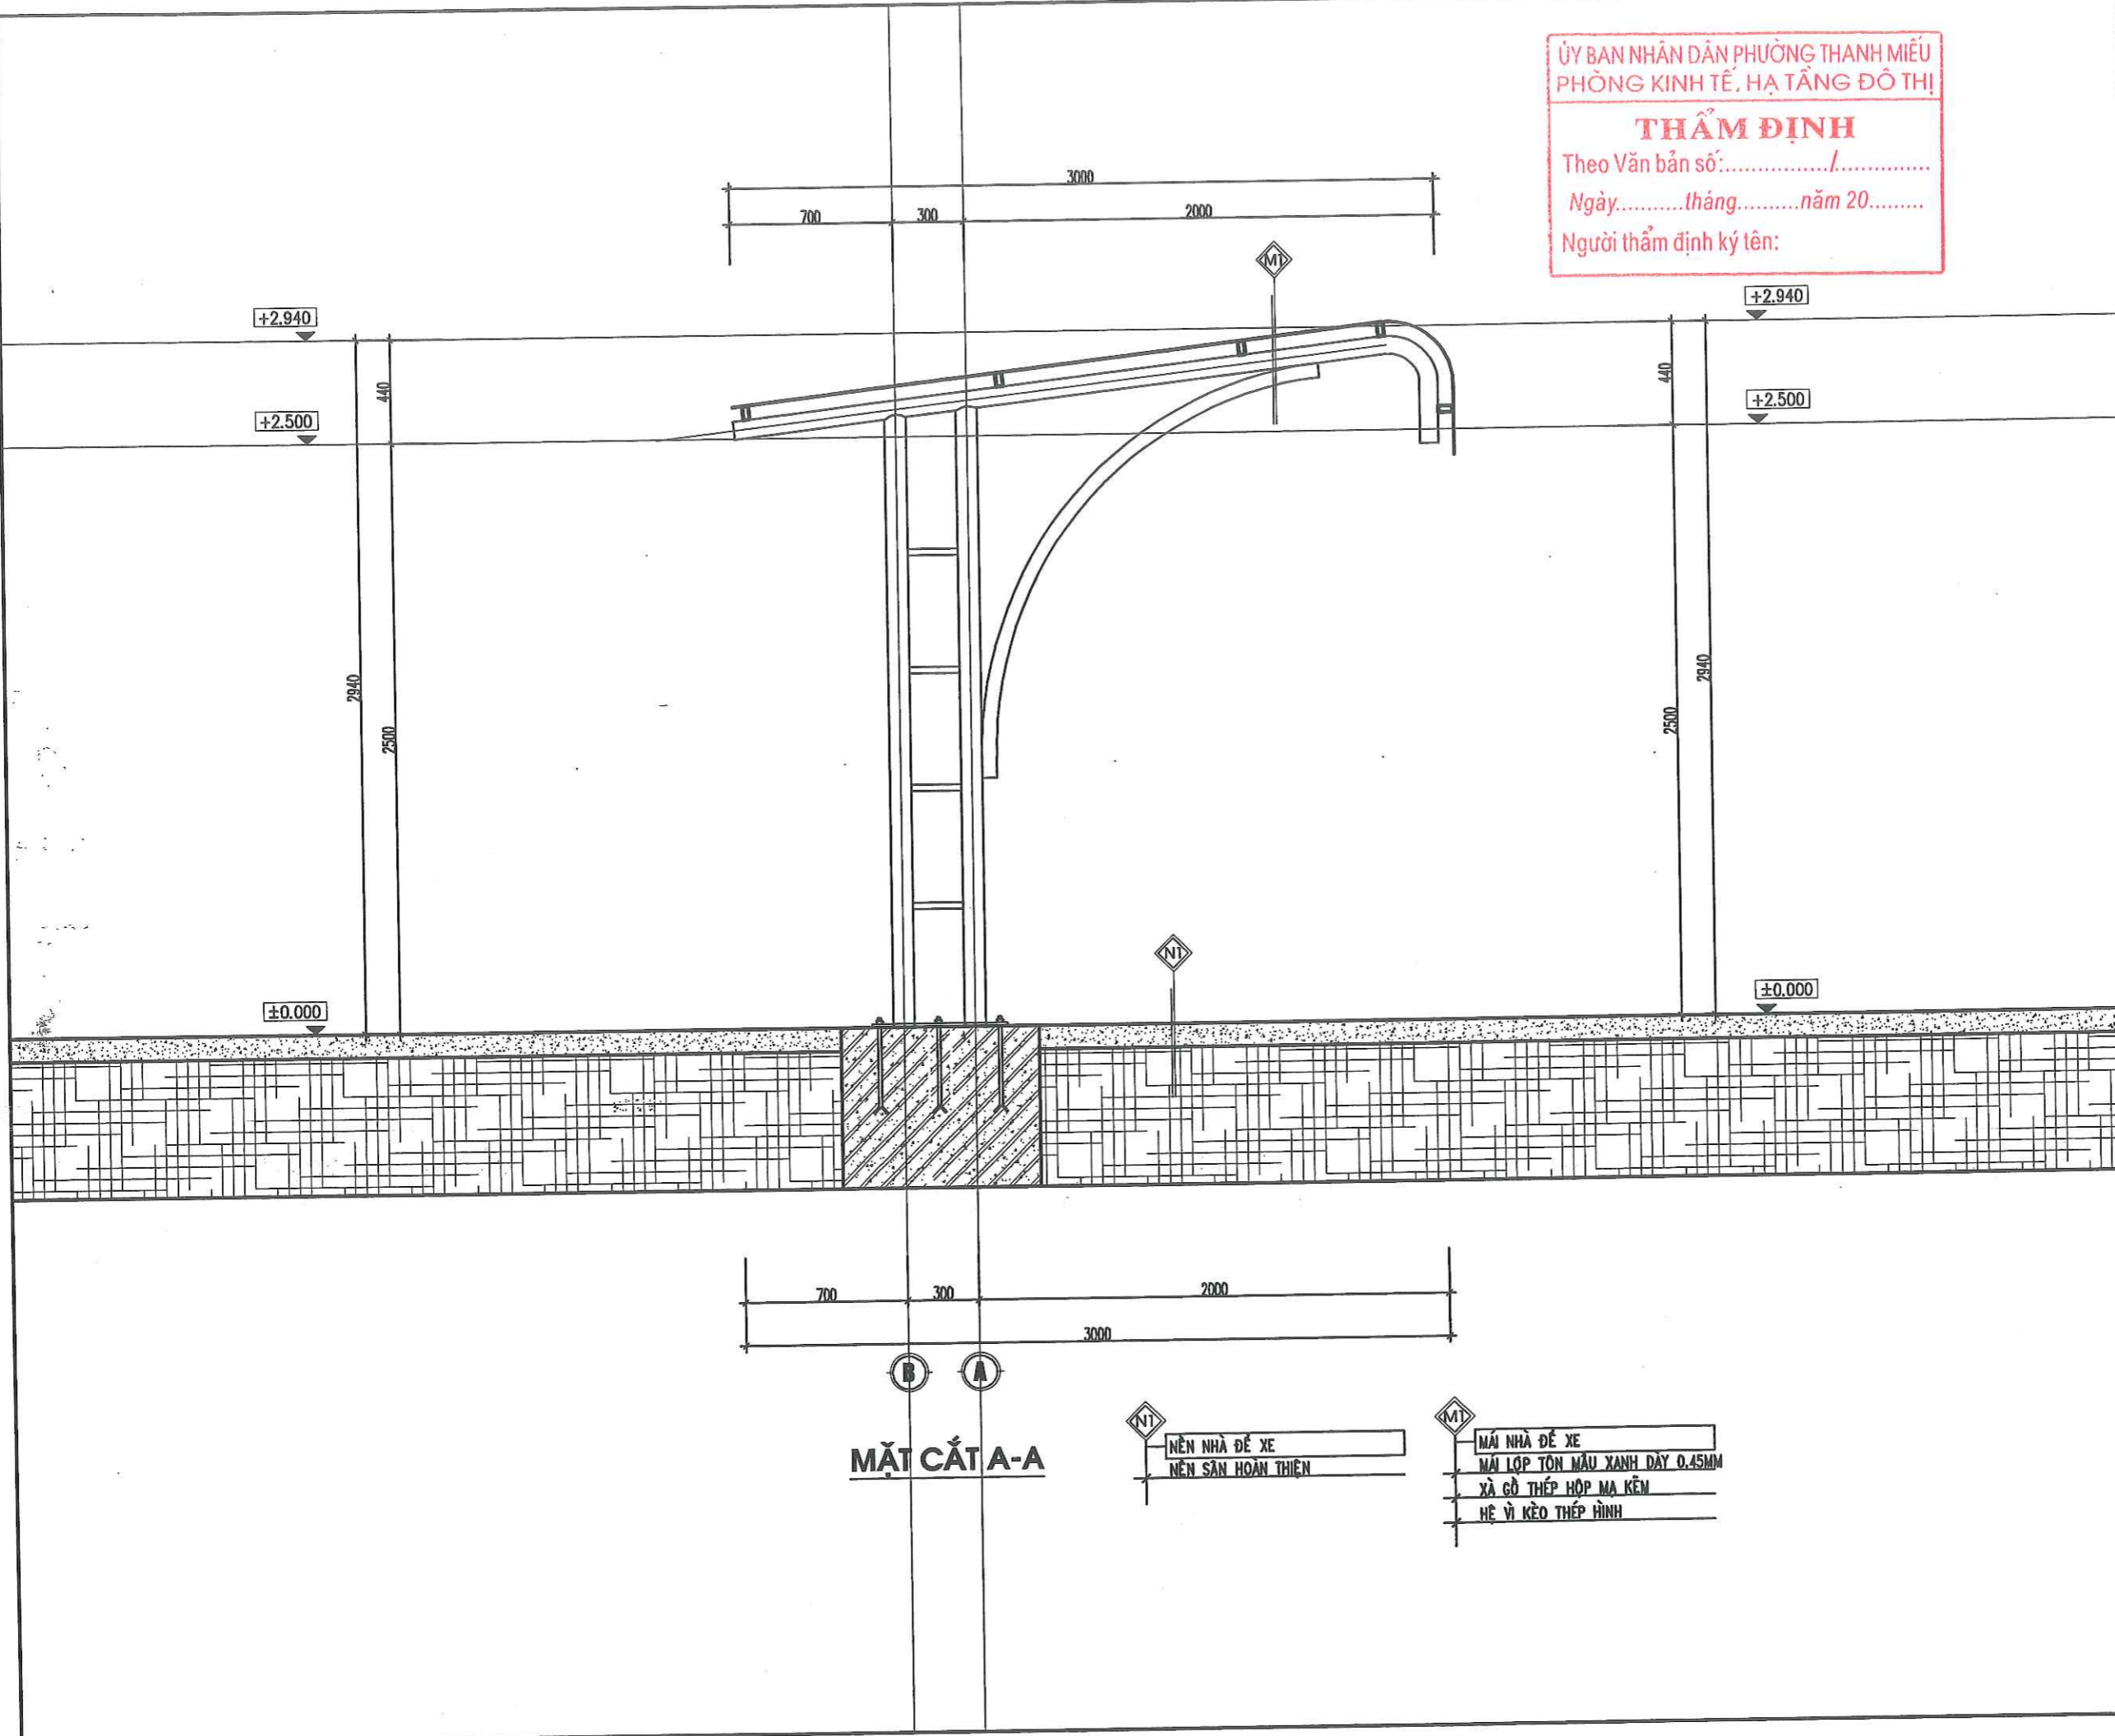 ỦY BAN NHÂN DÂN PHƯỜNG THANH MIẾU
PHÒNG KINH TẾ, HẠ TẦNG ĐÔ THỊ
THẨM ĐỊNH
Theo Văn bản số:................/...............
Ngày...........tháng..........năm 20.........
Người thẩm định ký tên:
3000
700 300 2000
M1
+2.940 +2.940
440 440
+2.500 +2.500
2940 2940
2500 2500
N1
±0.000 ±0.000
700 300 2000
3000
B A
MẶT CẮT A-A
N1
NỀN NHÀ ĐỂ XE
NỀN SÂN HOÀN THIỆN
M1
MÁI NHÀ ĐỂ XE
MÁI LỢP TÔN MÀU XANH DÀY 0.45MM
XÀ GỒ THÉP HỘP MẠ KẼM
HỆ VÌ KÈO THÉP HÌNH